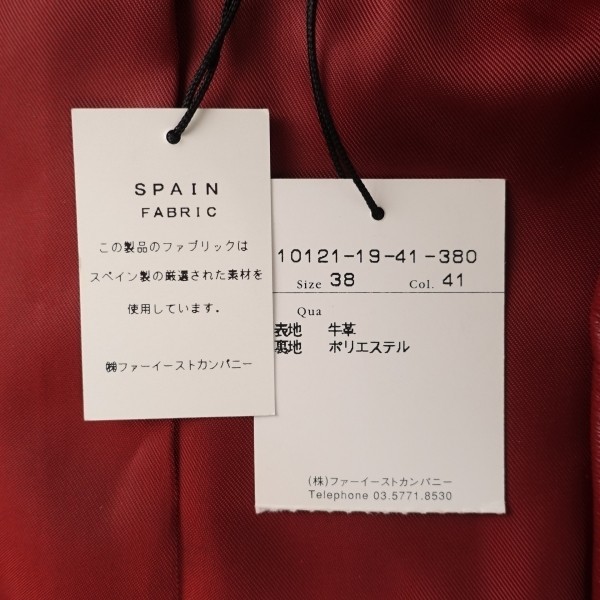 SPAIN
FABRIC
この製品のファブリックは
スペイン製の厳選された素材を
使用しています。
㈱ファーイーストカンパニー
10121-19-41-380
Size 38 Col. 41
Qua
表地 牛革
裏地 ポリエステル
(株)ファーイーストカンパニー
Telephone 03.5771.8530